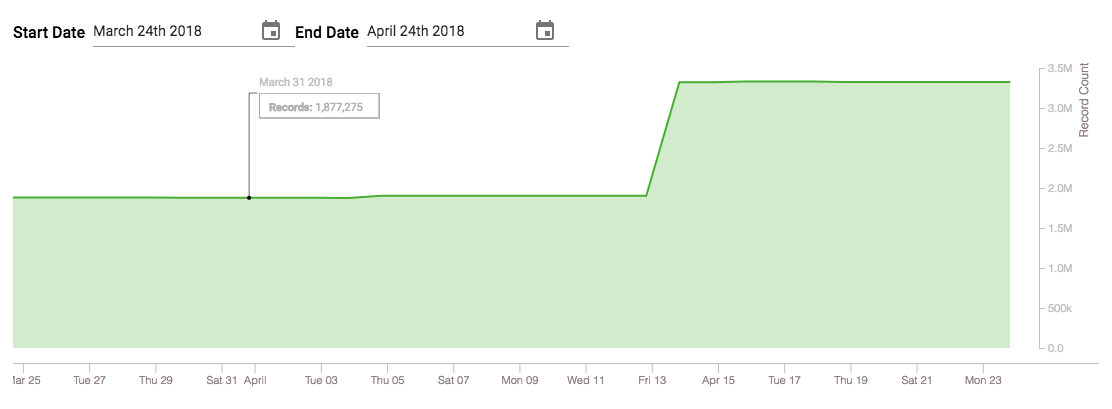 Start Date March 24th 2018 End Date April 24th 2018
March 31 2018
Records: 1,877,275
3.5M
3.0M
2.5M
2.0M
1.5M
1.0M
500k
0.0
Record Count
Mar 25 Tue 27 Thu 29 Sat 31 April Tue 03 Thu 05 Sat 07 Mon 09 Wed 11 Fri 13 Apr 15 Tue 17 Thu 19 Sat 21 Mon 23